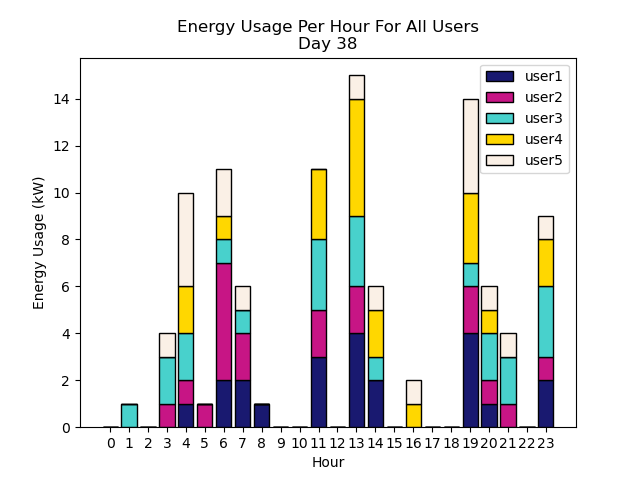 Energy Usage Per Hour For All Users
Day 38
user1
user2
user3
user4
user5
Energy Usage (kW)
14
12
10
8
6
4
2
0
0 1 2 3 4 5 6 7 8 9 10 11 12 13 14 15 16 17 18 19 20 21 22 23
Hour